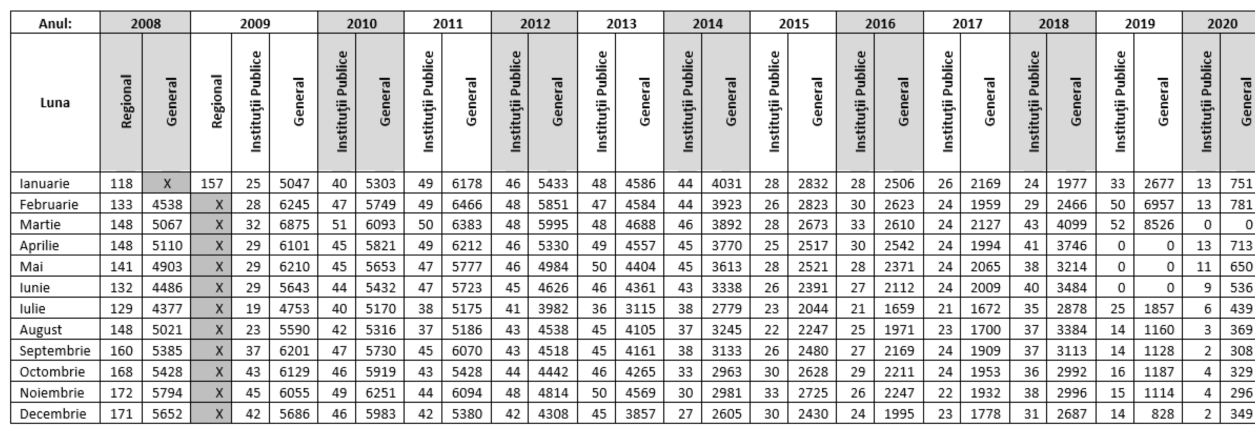 Anul: 2008 2009 2010 2011 2012 2013 2014 2015 2016 2017 2018 2019 2020
Luna Regional General Regional Instituţii Publice General Instituţii Publice General Instituţii Publice General Instituţii Publice General Instituţii Publice General Instituţii Publice General Instituţii Publice General Instituţii Publice General Instituţii Publice General Instituţii Publice General Instituţii Publice General Instituţii Publice General
Ianuarie 118 X 157 25 5047 40 5303 49 6178 46 5433 48 4586 44 4031 28 2832 28 2506 26 2169 24 1977 33 2677 13 751
Februarie 133 4538 X 28 6245 47 5749 49 6466 48 5851 47 4584 44 3923 26 2823 30 2623 24 1959 29 2466 50 6957 13 781
Martie 148 5067 X 32 6875 51 6093 50 6383 48 5995 48 4688 46 3892 28 2673 33 2610 24 2127 43 4099 52 8526 0 0
Aprilie 148 5110 X 29 6101 45 5821 49 6212 46 5330 49 4557 45 3770 25 2517 30 2542 24 1994 41 3746 0 0 13 713
Mai 141 4903 X 29 6210 45 5653 47 5777 46 4984 50 4404 45 3613 28 2521 28 2371 24 2065 38 3214 0 0 11 650
Iunie 132 4486 X 29 5643 44 5432 47 5723 45 4626 46 4361 43 3338 26 2391 27 2112 24 2009 40 3484 0 0 9 536
Iulie 129 4377 X 19 4753 40 5170 38 5175 41 3982 36 3115 38 2779 23 2044 21 1659 21 1672 35 2878 25 1857 6 439
August 148 5021 X 23 5590 42 5316 37 5186 43 4538 45 4105 37 3245 22 2247 25 1971 23 1700 37 3384 14 1160 3 369
Septembrie 160 5385 X 37 6201 47 5730 45 6070 43 4518 45 4161 38 3133 26 2480 27 2169 24 1909 37 3113 14 1128 2 308
Octombrie 168 5428 X 43 6129 46 5919 43 5428 44 4442 46 4265 33 2963 30 2628 29 2211 24 1953 36 2992 16 1187 4 329
Noiembrie 172 5794 X 45 6055 49 6251 44 6094 48 4814 50 4569 30 2981 33 2725 26 2247 22 1932 38 2996 15 1114 4 296
Decembrie 171 5652 X 42 5686 46 5983 42 5380 42 4308 45 3857 27 2605 30 2430 24 1995 23 1778 31 2687 14 828 2 349